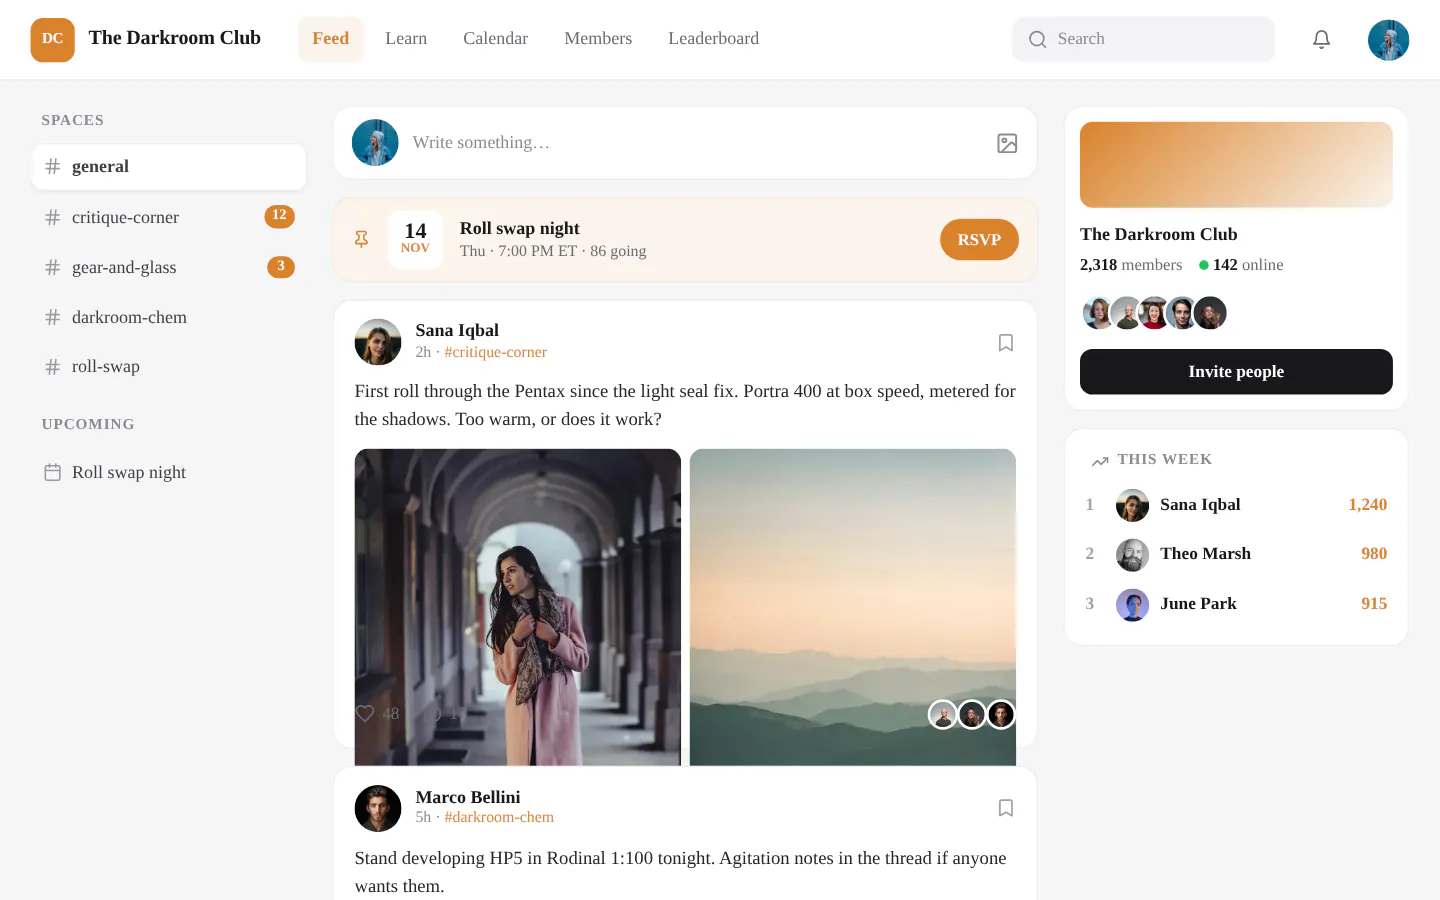 DC
The Darkroom Club
Feed
Learn
Calendar
Members
Leaderboard
Search
SPACES
general
critique-corner
12
gear-and-glass
3
darkroom-chem
roll-swap
UPCOMING
Roll swap night
Write something…
14
NOV
Roll swap night
Thu · 7:00 PM ET · 86 going
RSVP
Sana Iqbal
2h · #critique-corner
First roll through the Pentax since the light seal fix. Portra 400 at box speed, metered for
the shadows. Too warm, or does it work?
48
Marco Bellini
5h · #darkroom-chem
Stand developing HP5 in Rodinal 1:100 tonight. Agitation notes in the thread if anyone
wants them.
The Darkroom Club
2,318 members
142 online
Invite people
THIS WEEK
1 Sana Iqbal 1,240
2 Theo Marsh 980
3 June Park 915